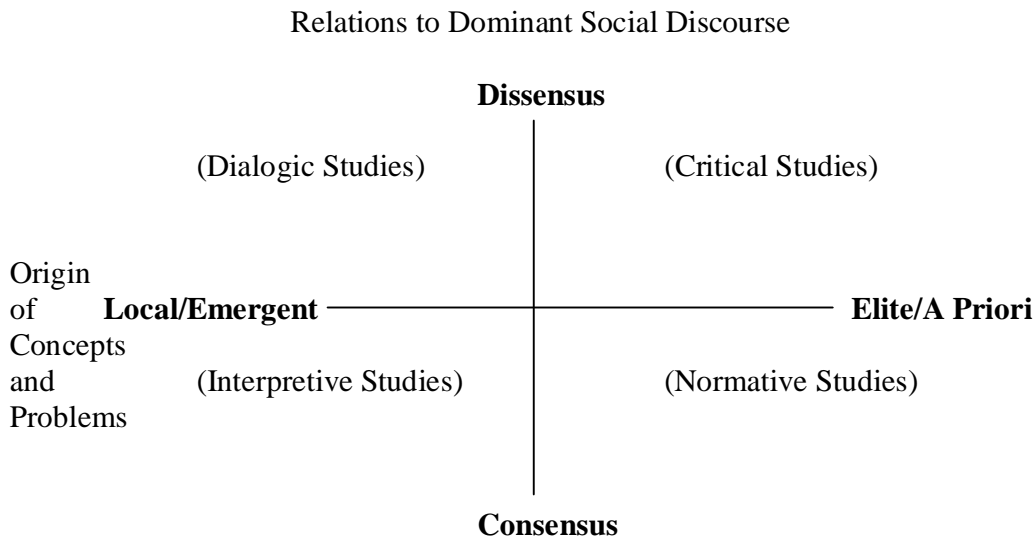 Relations to Dominant Social Discourse
Dissensus
(Dialogic Studies) (Critical Studies)
Origin
of Local/Emergent Elite/A Priori
Concepts
and (Interpretive Studies) (Normative Studies)
Problems
Consensus